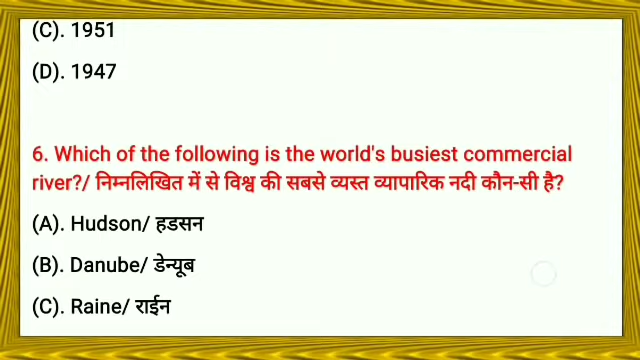 (C). 1951
(D). 1947
6. Which of the following is the world's busiest commercial
river?/ निम्नलिखित में से विश्व की सबसे व्यस्त व्यापारिक नदी कौन-सी है?
(A). Hudson/ हडसन
(B). Danube/ डेन्यूब
(C). Raine/ राईन